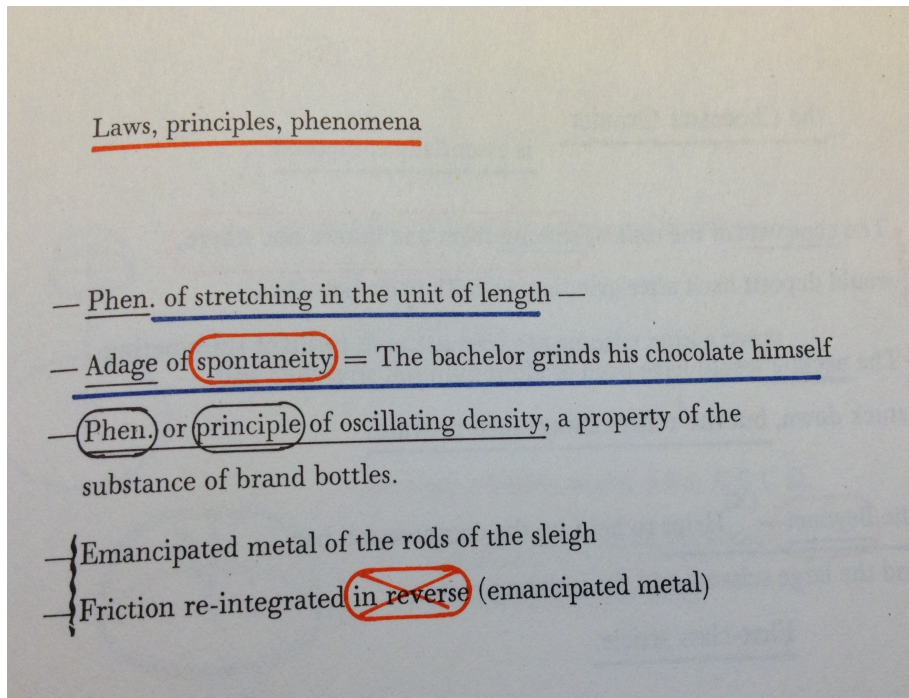 Laws, principles, phenomena
— Phen. of stretching in the unit of length —
— Adage of spontaneity = The bachelor grinds his chocolate himself
— Phen. or principle of oscillating density, a property of the
substance of brand bottles.
— Emancipated metal of the rods of the sleigh
— Friction re-integrated in reverse (emancipated metal)